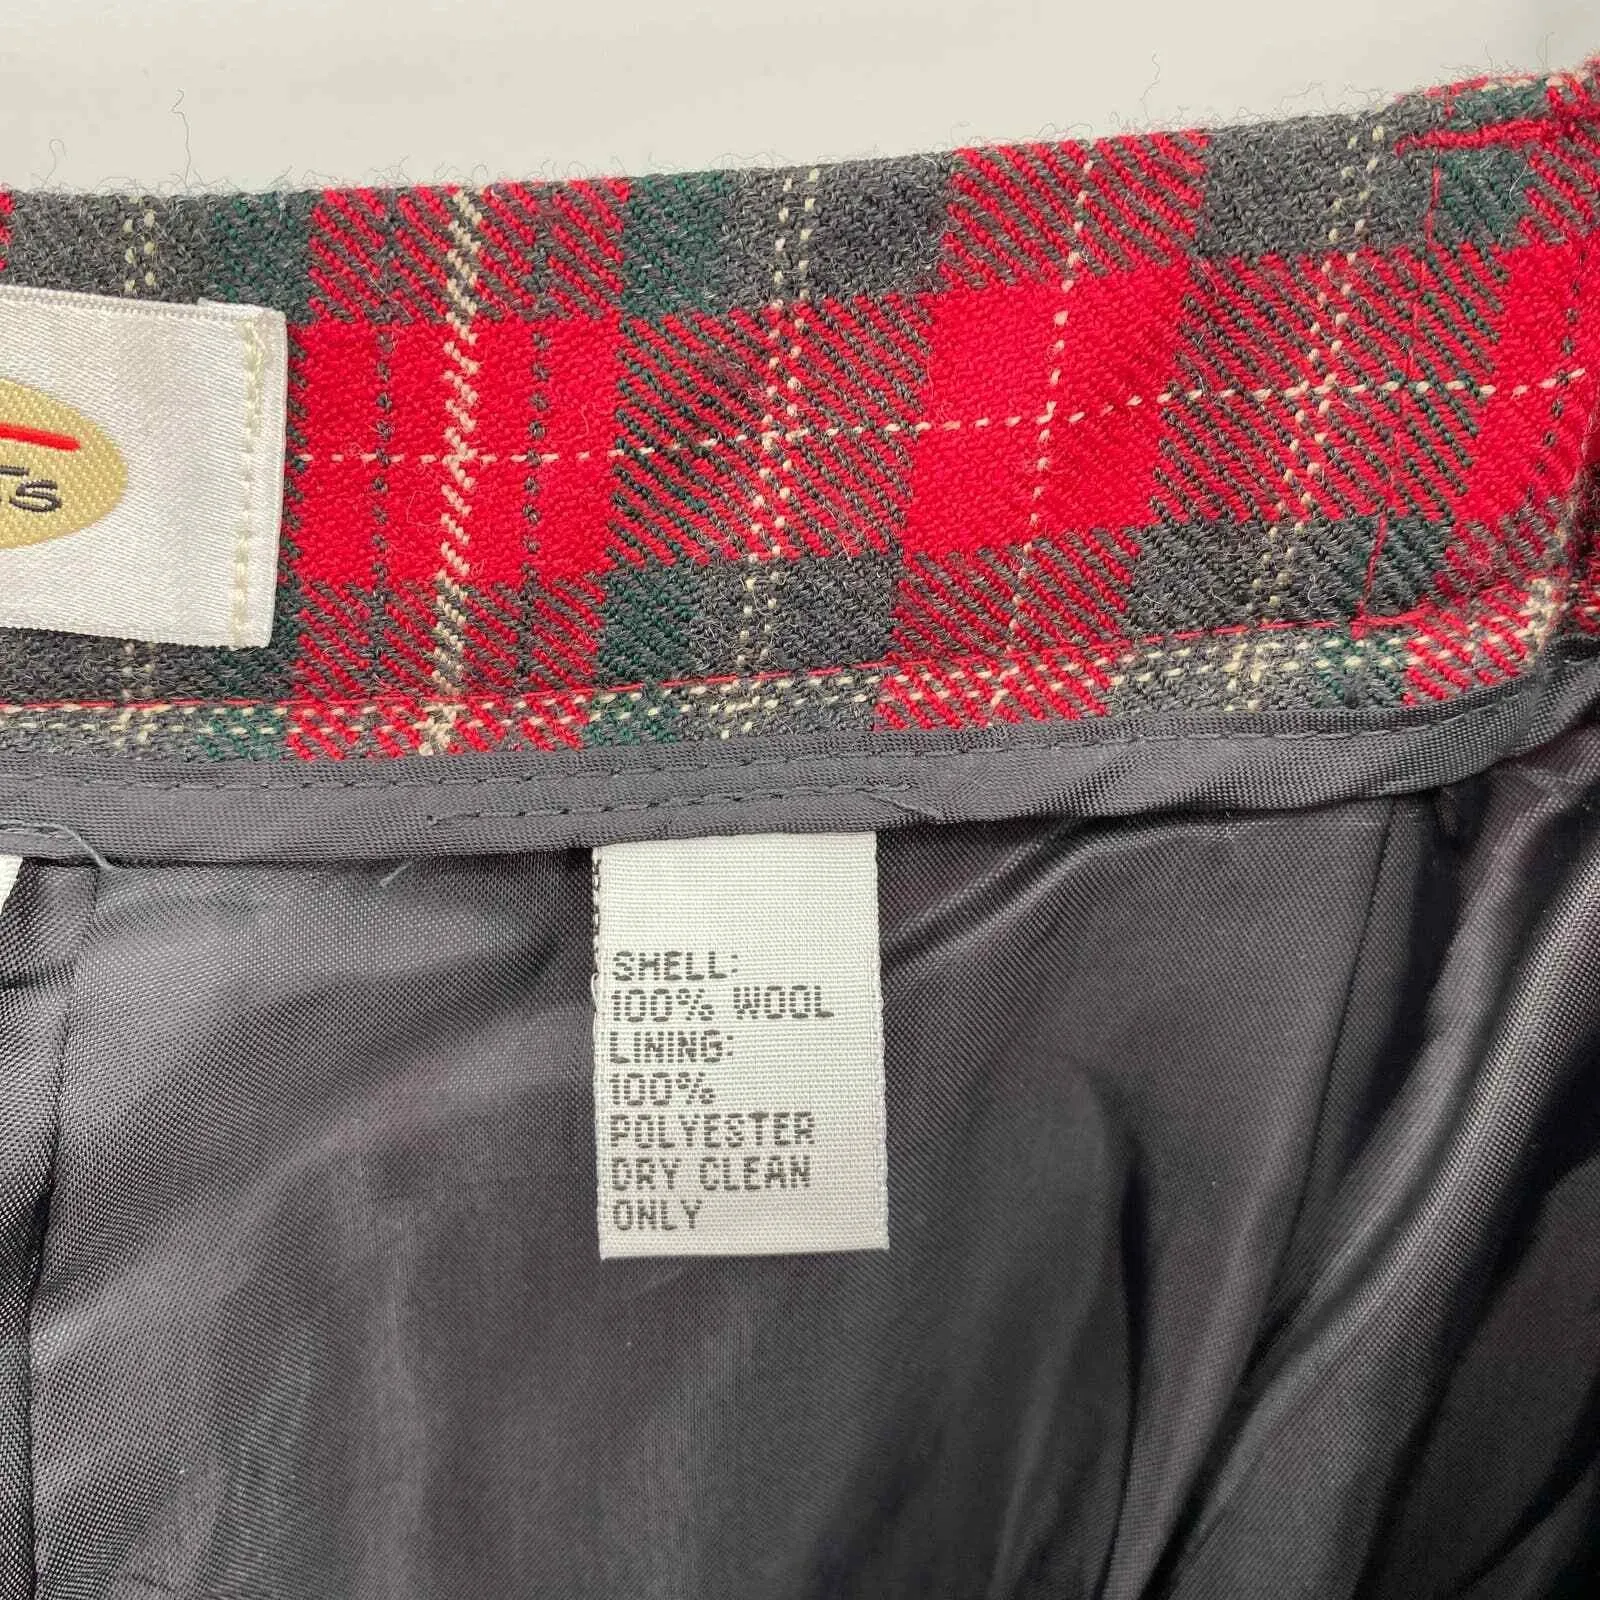 SHELL:
100% WOOL
LINING:
100%
POLYESTER
DRY CLEAN
ONLY